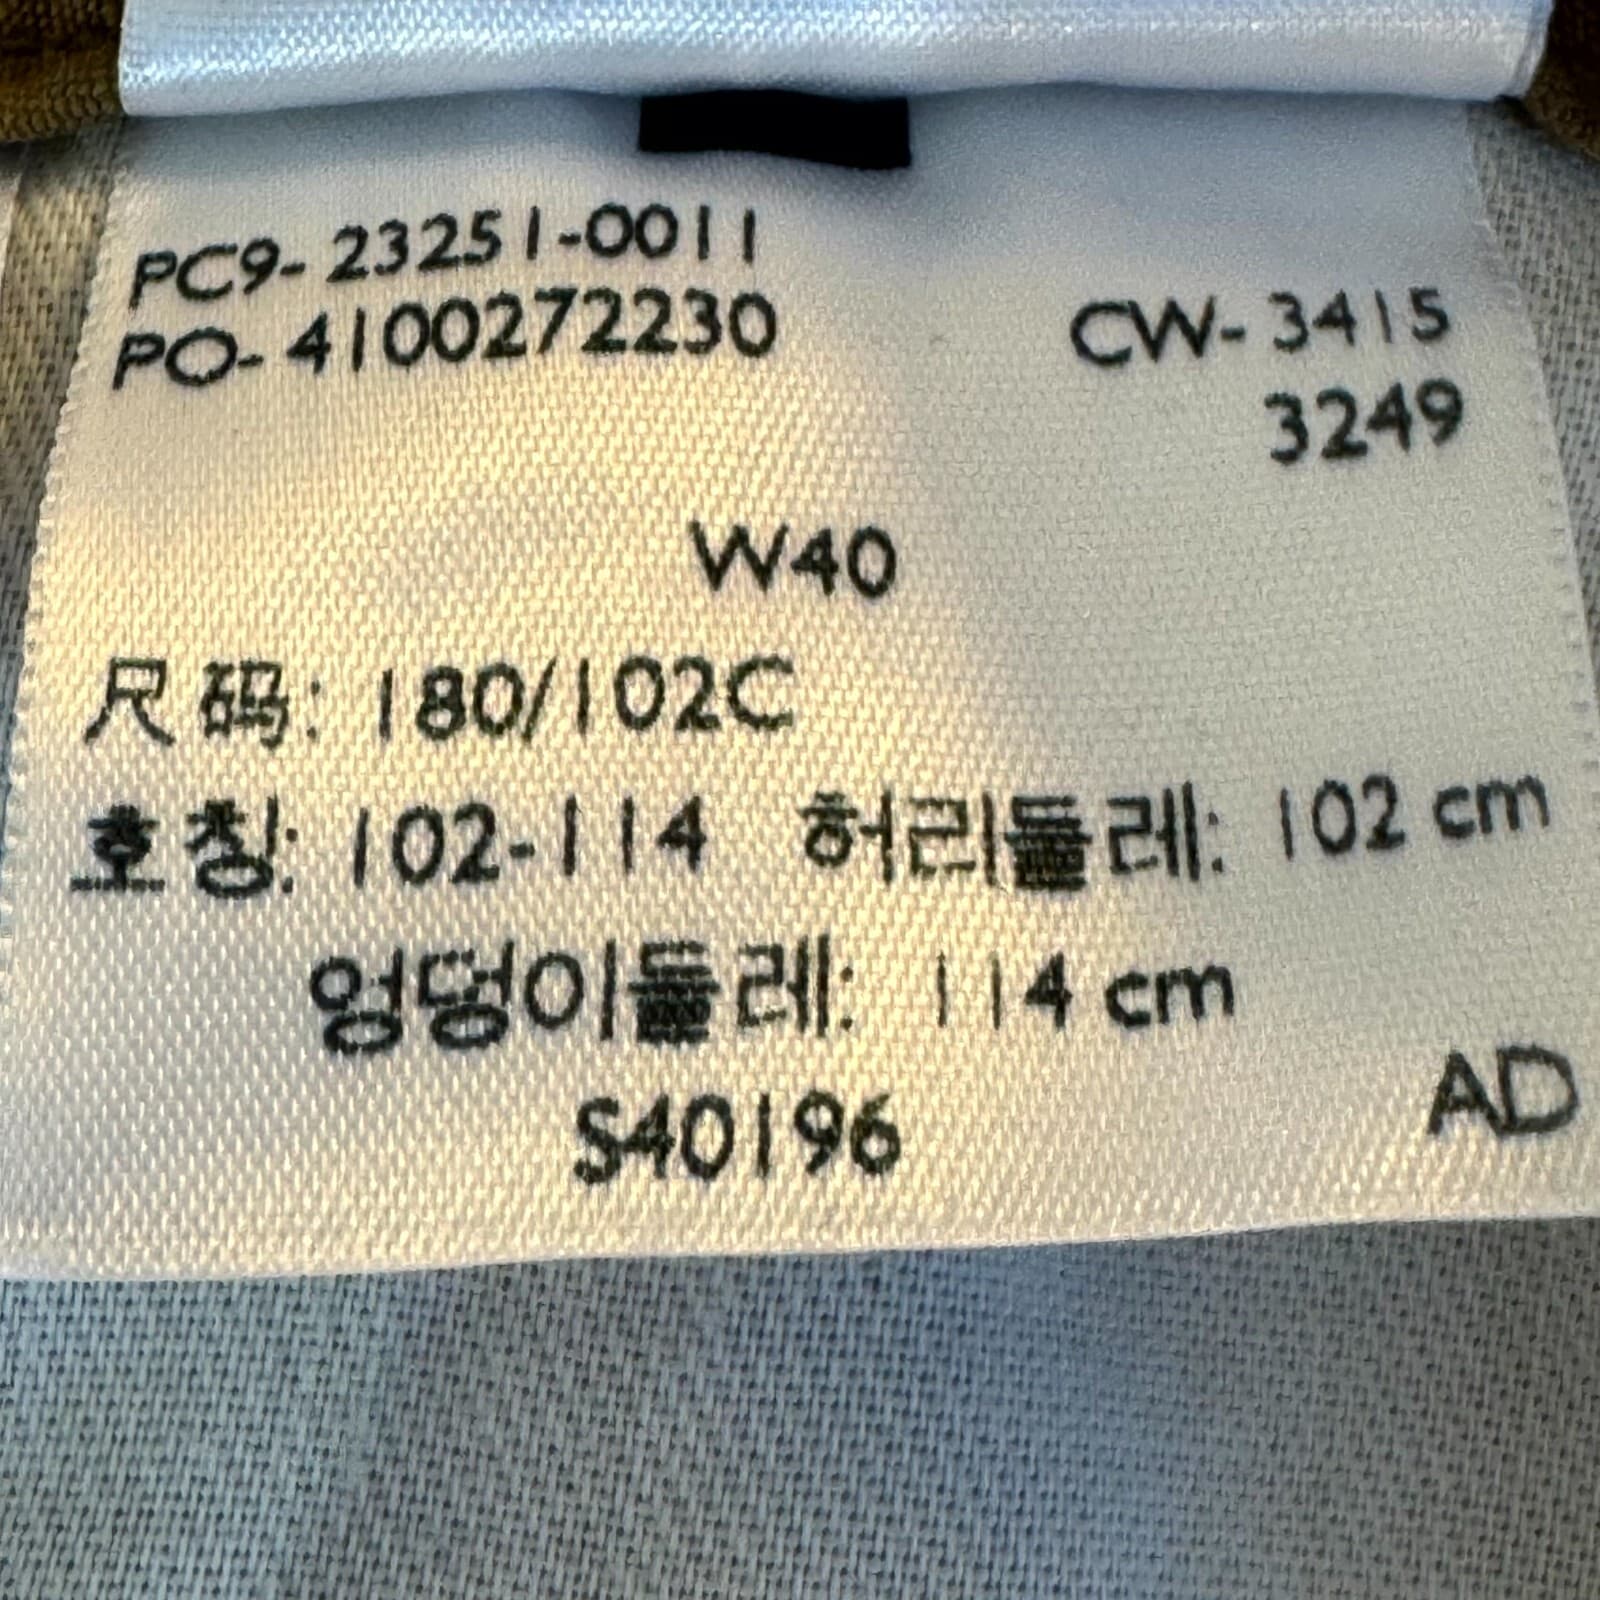 PC9-23251-0011
PO-4100272230
CW-3415
3249
W40
尺码: 180/102C
호칭: 102-114 허리둘레: 102 cm
엉덩이둘레: 114 cm
S40196
AD